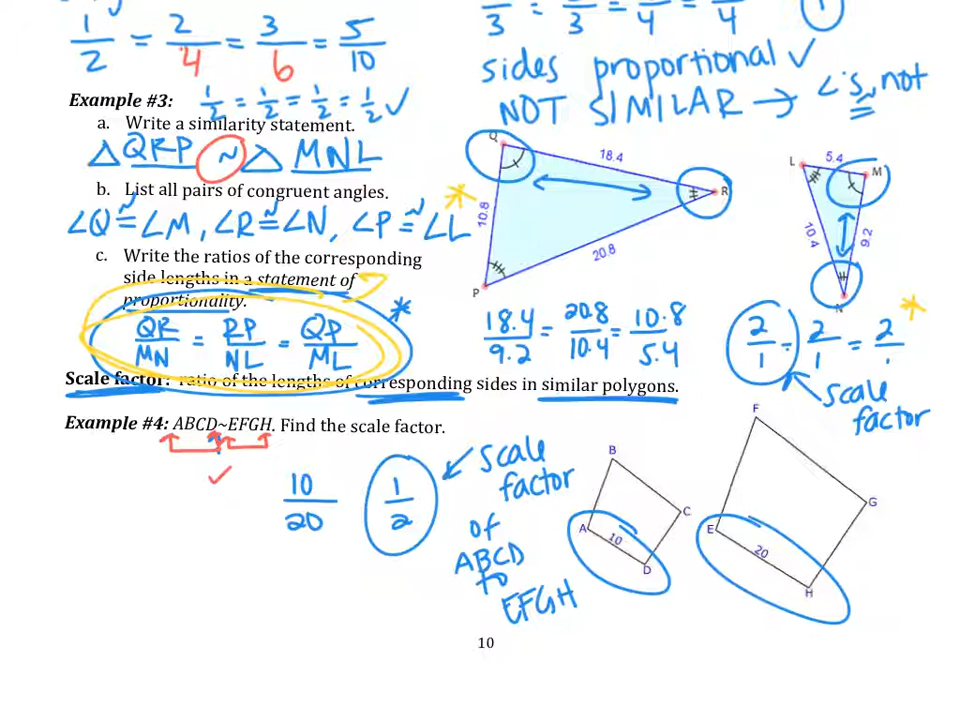 1/2 = 2/4 = 3/6 = 5/10
3 = 3 = 4 = 4 1
sides proportional ✓
Example #3: 1/2 = 1/2 = 1/2 = 1/2 ✓
NOT SIMILAR → ∠'s not ≅
a. Write a similarity statement.
△ QRP ~ △ MNL
b. List all pairs of congruent angles.
∠Q ≅ ∠M, ∠R ≅ ∠N, ∠P ≅ ∠L
c. Write the ratios of the corresponding
side lengths in a statement of
proportionality.
QR/MN = RP/NL = QP/ML
Q
18.4
R
10.8
20.8
P
L
5.4
M
10.4
9.2
N
18.4/9.2 = 20.8/10.4 = 10.8/5.4
2/1 = 2/1 = 2/1
scale
factor
Scale factor: ratio of the lengths of corresponding sides in similar polygons.
Example #4: ABCD~EFGH. Find the scale factor.
✓
10/20
1/2
← scale
factor
of
ABCD
to
EFGH
B
C
A
10
D
F
G
E
20
H
10